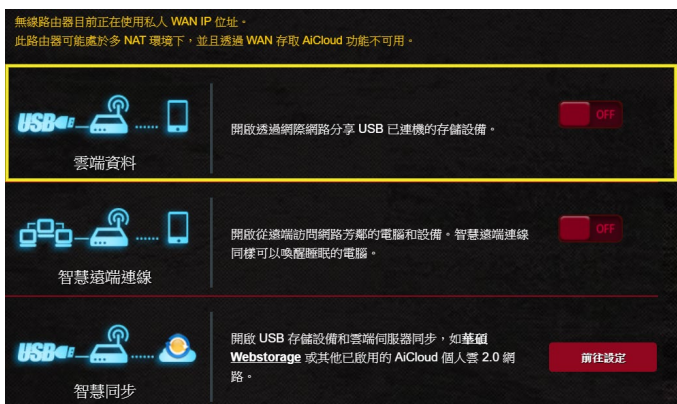 無線路由器目前正在使用私人 WAN IP 位址。
此路由器可能處於多 NAT 環境下，並且透過 WAN 存取 AiCloud 功能不可用。
USB
雲端資料
開啟透過網際網路分享 USB 已連機的存儲設備。
OFF
智慧遠端連線
開啟從遠端訪問網路芳鄰的電腦和設備。智慧遠端連線
同樣可以喚醒睡眠的電腦。
OFF
USB
智慧同步
開啟 USB 存儲設備和雲端伺服器同步，如華碩
Webstorage 或其他已啟用的 AiCloud 個人雲 2.0 網
路。
前往設定